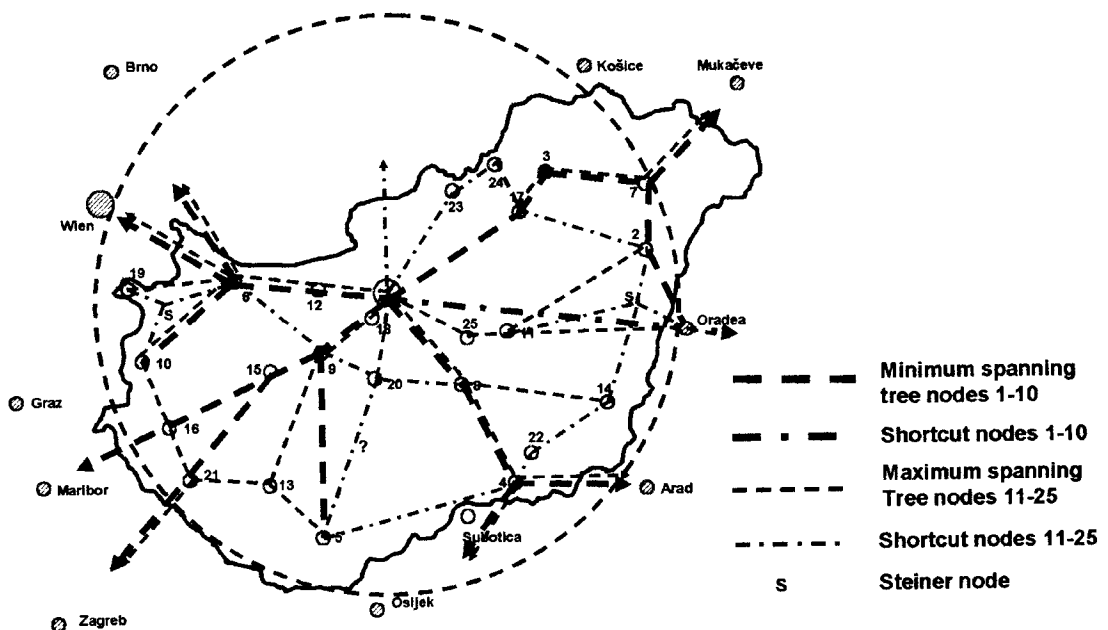 Brno
Košice
Mukačeve
Wien
3
24
7
17
23
2
19
6
12
S
S
18
25
11
Oradea
10
9
15
20
8
14
Graz
16
?
22
21
13
4
Arad
Maribor
5
Subotica
Osijek
Zagreb
Minimum spanning
tree nodes 1-10
Shortcut nodes 1-10
Maximum spanning
Tree nodes 11-25
Shortcut nodes 11-25
S Steiner node